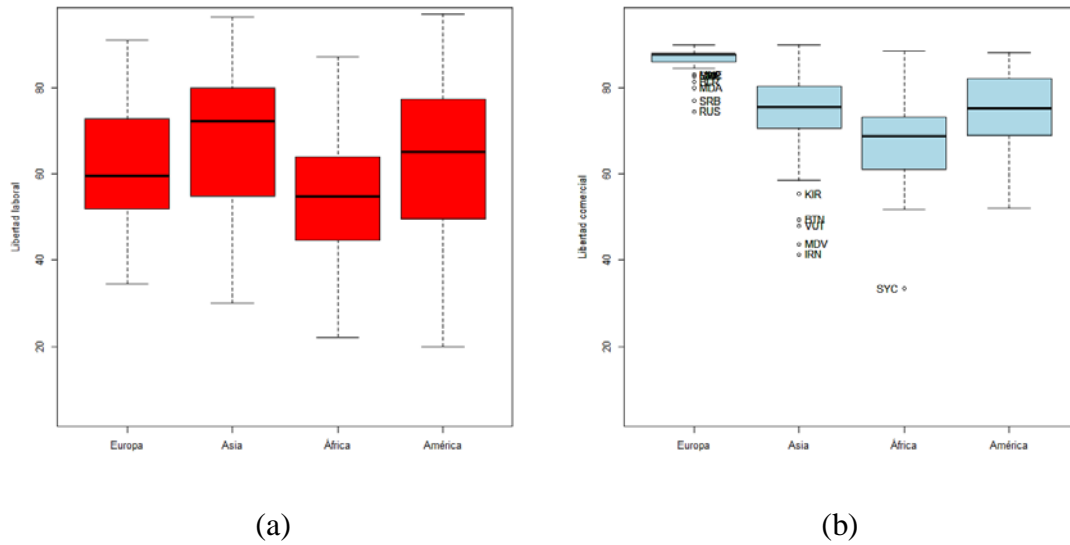 Libertad laboral
80
60
40
20
Europa
Asia
África
América
(a)
Libertad comercial
80
60
40
20
MDA
SRB
RUS
KIR
BTN
VUT
MDV
IRN
SYC
Europa
Asia
África
América
(b)